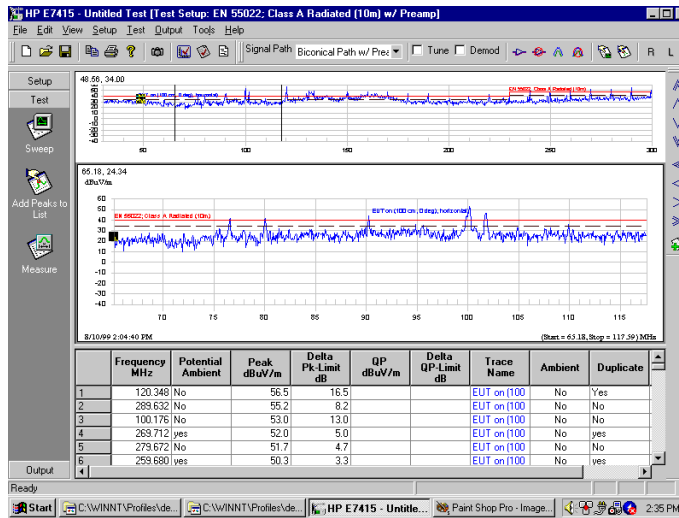 HP E7415 - Untitled Test [Test Setup: EN 55022; Class A Radiated (10m) w/ Preamp]
File Edit View Setup Test Output Tools Help
Signal Path Biconical Path w/ Prea Tune Demod R L
Setup
Test
Sweep
Add Peaks to List
Measure
Output
48.56, 34.00
EN 55022; Class A Radiated (10m)
50 100 150 200 250 300
65.18, 24.34
dBuV/m
60
50
40
30
20
10
0
-10
-20
-30
-40
EN 55022; Class A Radiated (10m)
EUT on (100 cm, 0 deg), horizontal
70 75 80 85 90 95 100 105 110 115
8/10/99 2:04:40 PM (Start = 65.18, Stop = 117.59) MHz
Frequency MHz Potential Ambient Peak dBuV/m Delta Pk-Limit dB QP dBuV/m Delta QP-Limit dB Trace Name Ambient Duplicate
1 120.348 No 56.5 16.5 EUT on (100 No Yes
2 289.632 No 55.2 8.2 EUT on (100 No No
3 100.176 No 53.0 13.0 EUT on (100 No No
4 269.712 yes 52.0 5.0 EUT on (100 No yes
5 279.672 No 51.7 4.7 EUT on (100 No No
6 259.680 yes 50.3 3.3 EUT on (100 No yes
Ready
Start C:\WINNT\Profiles\de... C:\WINNT\Profiles\de... HP E7415 - Untitle... Paint Shop Pro - Image... 2:35 PM